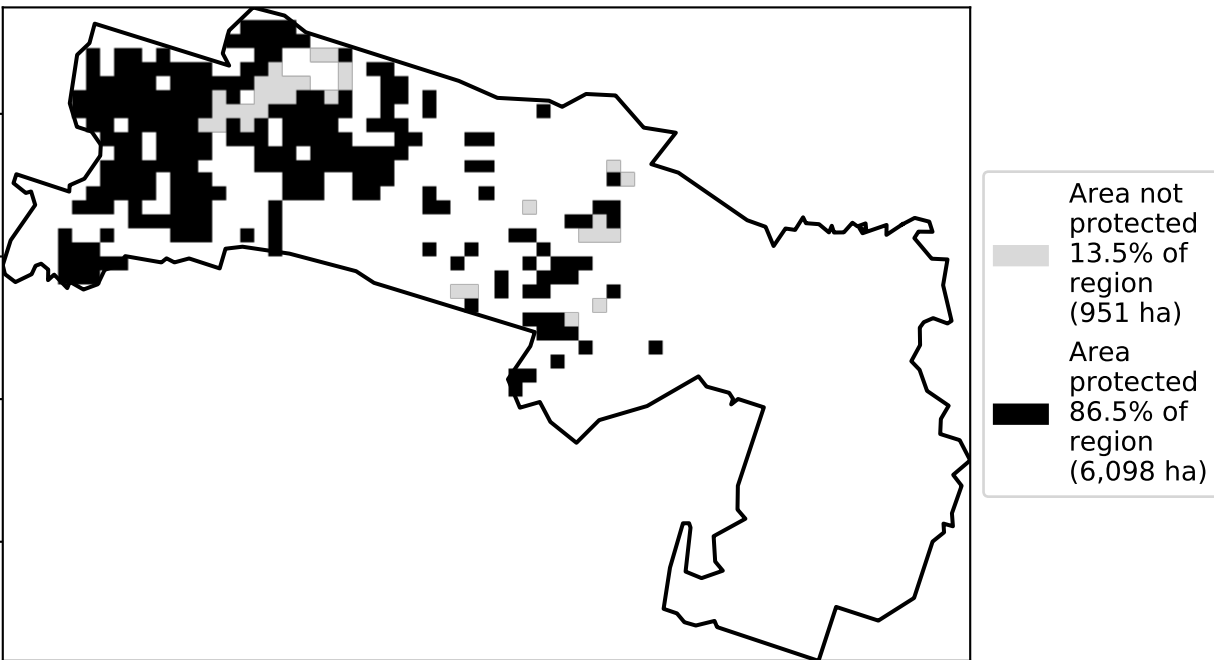 Area not
protected
13.5% of
region
(951 ha)
Area
protected
86.5% of
region
(6,098 ha)